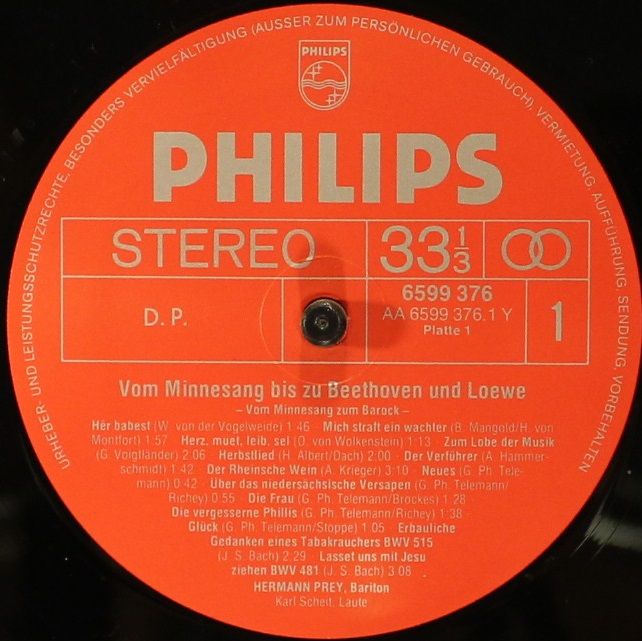 URHEBER- UND LEISTUNGSSCHUTZRECHTE, BESONDERS VERVIELFÄLTIGUNG (AUSSER ZUM PERSÖNLICHEN GEBRAUCH), VERMIETUNG, AUFFÜHRUNG, SENDUNG, VORBEHALTEN
PHILIPS
PHILIPS
STEREO
33 1/3
D. P.
6599 376
AA 6599 376.1 Y
Platte 1
1
Vom Minnesang bis zu Beethoven und Loewe
– Vom Minnesang zum Barock –
Hêr babest (W. von der Vogelweide) 1:46 · Mich straft ein wachter (B. Mangold/H. von
Montfort) 1:57 Herz, muet, leib, sel (O. von Wolkenstein) 1:13 · Zum Lobe der Musik
(G. Voigtländer) 2:06 Herbstlied (H. Albert/Dach) 2:00 · Der Verführer (A. Hammer-
schmidt) 1:42 · Der Rheinsche Wein (A. Krieger) 3:10 · Neues (G. Ph. Tele-
mann) 0:42 · Über das niedersächsische Versapen (G. Ph. Telemann/
Richey) 0:55 Die Frau (G. Ph. Telemann/Brockes) 1:28
Die vergesserne Phillis (G. Ph. Telemann/Richey) 1:38
Glück (G. Ph. Telemann/Stoppe) 1:05 Erbauliche
Gedanken eines Tabakrauchers BWV 515
(J. S. Bach) 2:29 · Lasset uns mit Jesu
ziehen BWV 481 (J. S. Bach) 3:08
HERMANN PREY, Bariton
Karl Scheit, Laute